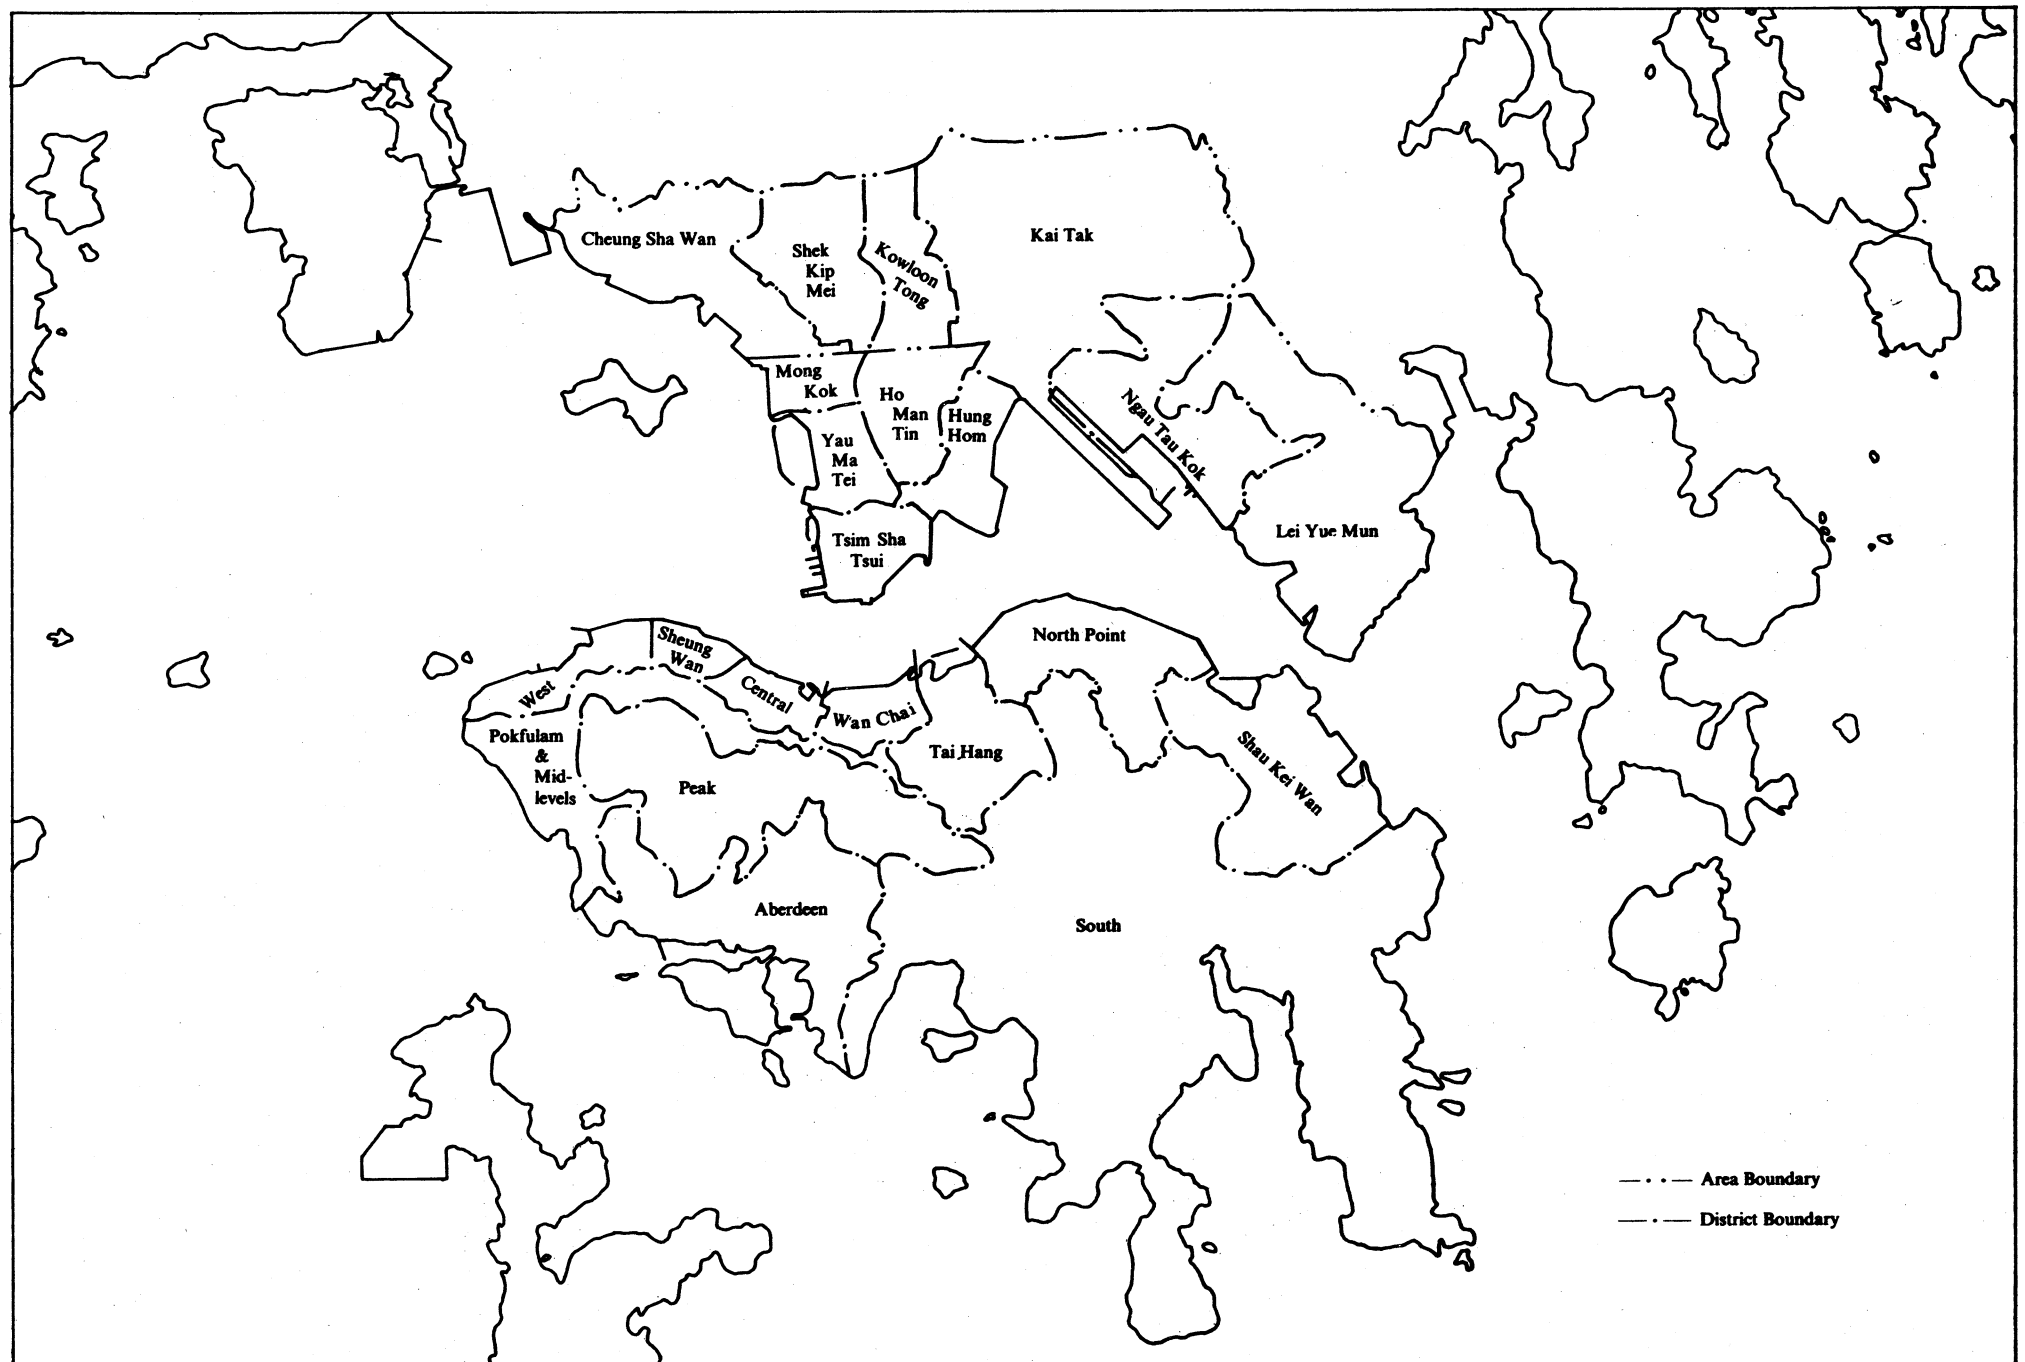 Cheung Sha Wan
Shek
Kip
Mei
Kowloon
Tong
Kai Tak
Mong
Kok
Ho
Man
Tin
Hung
Hom
Yau
Ma
Tei
Ngau Tau Kok
Tsim Sha
Tsui
Lei Yue Mun
Sheung
Wan
North Point
West
Central
Wan Chai
Pokfulam
&
Mid-
levels
Peak
Tai Hang
Shau Kei Wan
Aberdeen
South
Area Boundary
District Boundary